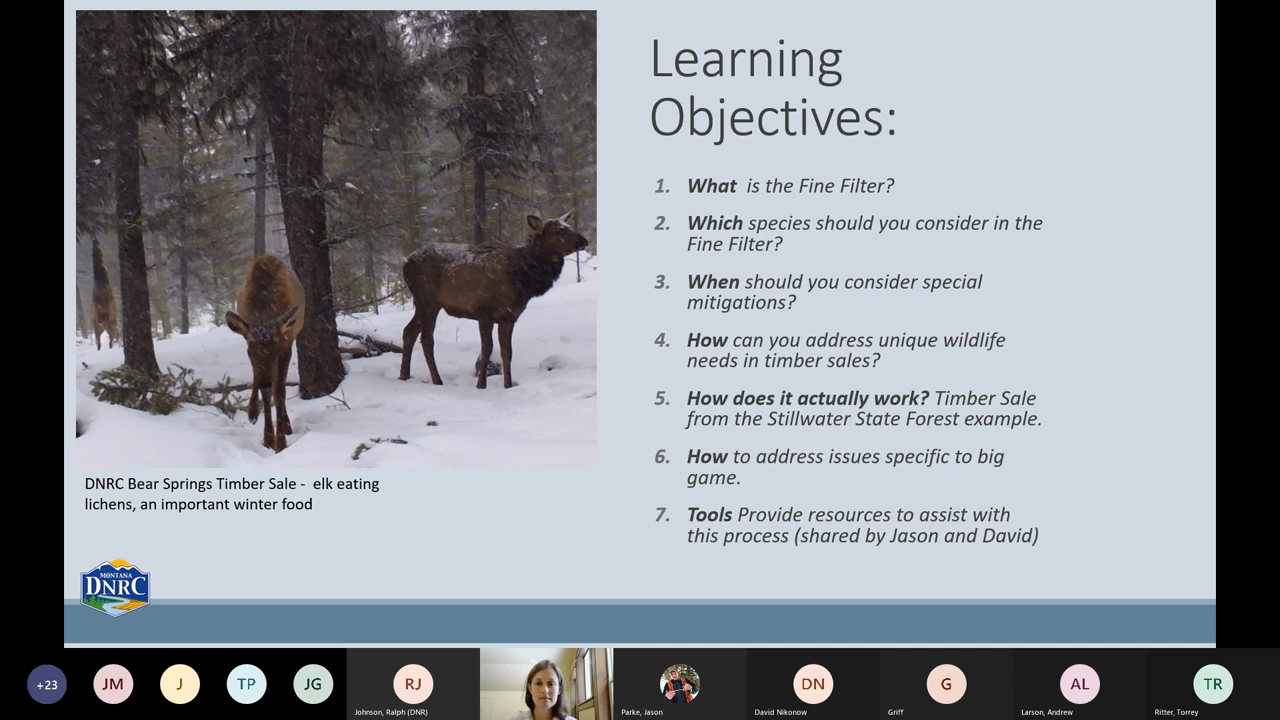 Learning
Objectives:
1. What is the Fine Filter?
2. Which species should you consider in the
Fine Filter?
3. When should you consider special
mitigations?
4. How can you address unique wildlife
needs in timber sales?
5. How does it actually work? Timber Sale
from the Stillwater State Forest example.
6. How to address issues specific to big
game.
7. Tools Provide resources to assist with
this process (shared by Jason and David)
DNRC Bear Springs Timber Sale - elk eating
lichens, an important winter food
MONTANA
DNRC
+23
JM
J
TP
JG
RJ
DN
G
AL
TR
Johnson, Ralph (DNR)
Parke, Jason
David Nikonow
Griff
Larson, Andrew
Ritter, Torrey